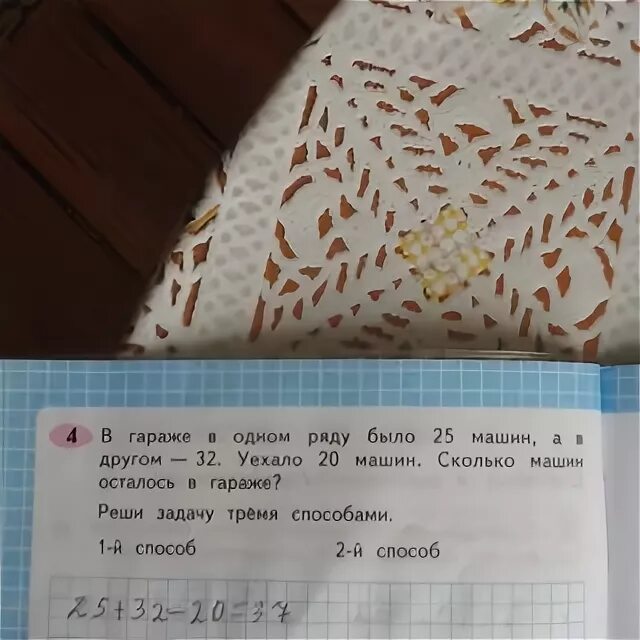 4 В гараже в одном ряду было 25 машин, а в
другом — 32. Уехало 20 машин. Сколько машин
осталось в гараже?
Реши задачу тремя способами.
1-й способ 2-й способ
25+32-20=37